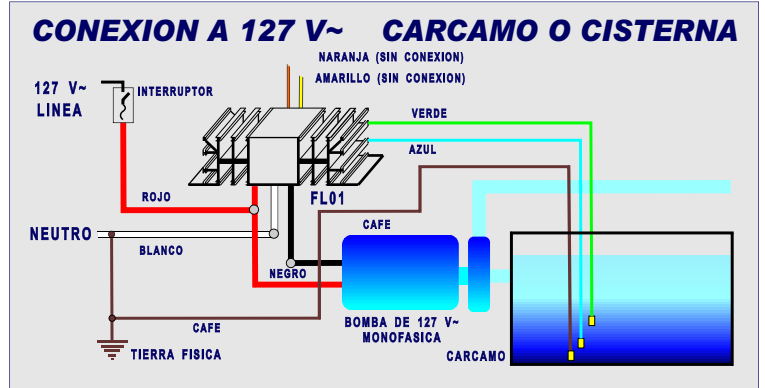 CONEXION A 127 V~ CARCAMO O CISTERNA
NARANJA (SIN CONEXION)
AMARILLO (SIN CONEXION)
127 V~
LINEA
INTERRUPTOR
VERDE
AZUL
FL01
ROJO
CAFE
NEUTRO
BLANCO
NEGRO
CAFE
BOMBA DE 127 V~
MONOFASICA
TIERRA FISICA
CARCAMO